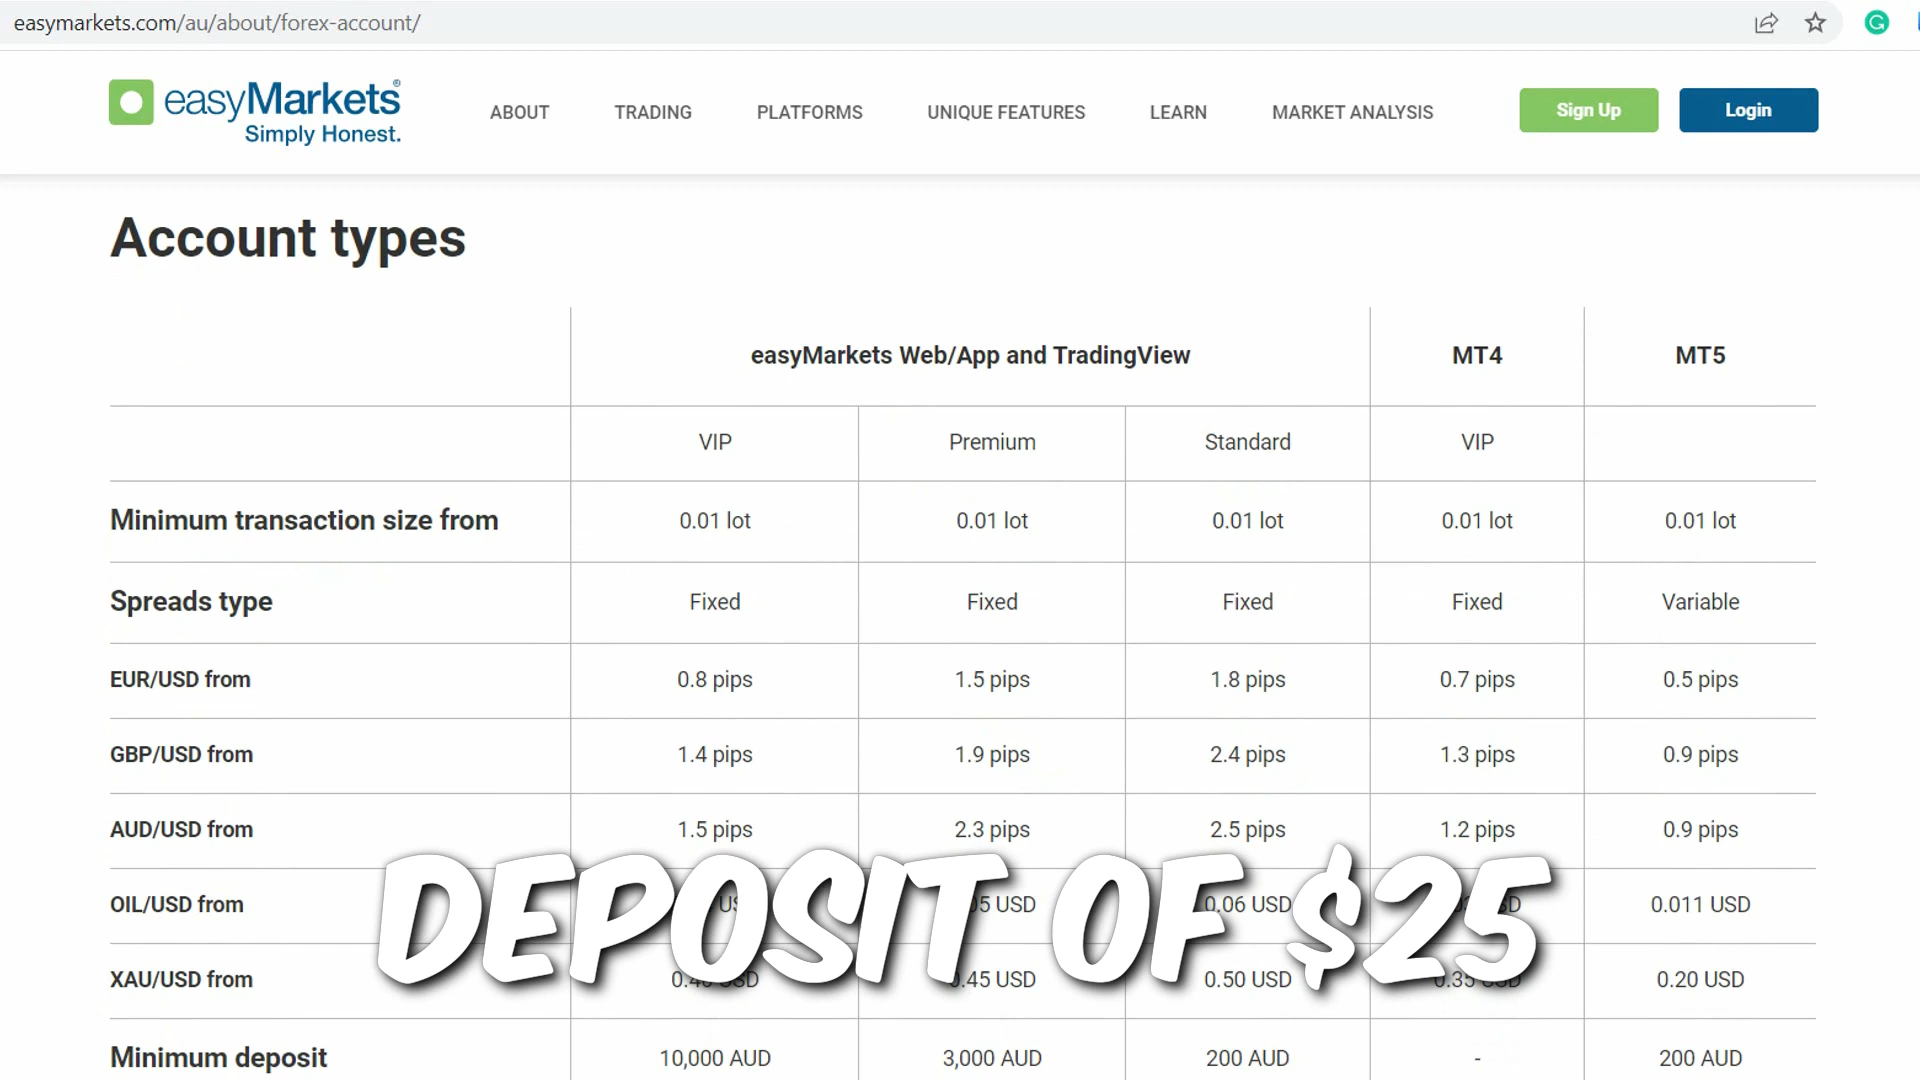 easymarkets.com/au/about/forex-account/
easyMarkets®
Simply Honest.
ABOUT TRADING PLATFORMS UNIQUE FEATURES LEARN MARKET ANALYSIS Sign Up Login
Account types
easyMarkets Web/App and TradingView MT4 MT5
VIP Premium Standard VIP
Minimum transaction size from 0.01 lot 0.01 lot 0.01 lot 0.01 lot 0.01 lot
Spreads type Fixed Fixed Fixed Fixed Variable
EUR/USD from 0.8 pips 1.5 pips 1.8 pips 0.7 pips 0.5 pips
GBP/USD from 1.4 pips 1.9 pips 2.4 pips 1.3 pips 0.9 pips
AUD/USD from 1.5 pips 2.3 pips 2.5 pips 1.2 pips 0.9 pips
DEPOSIT OF $25
OIL/USD from USD 0.06 USD 0.011 USD
XAU/USD from 0.45 USD 0.50 USD 0.20 USD
Minimum deposit 10,000 AUD 3,000 AUD 200 AUD - 200 AUD